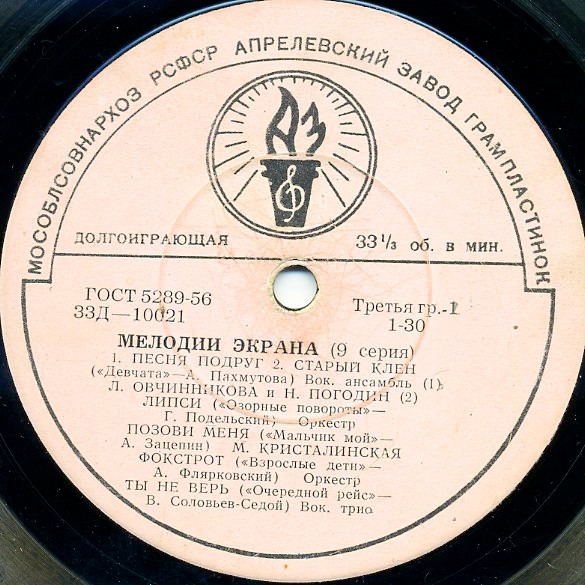 МОСОБЛСОВНАРХОЗ РСФСР АПРЕЛЕВСКИЙ ЗАВОД ГРАМПЛАСТИНОК
АЗ
ДОЛГОИГРАЮЩАЯ 33⅓ об. в мин.
ГОСТ 5289-56 Третья гр.-1
33Д—10021 1-30
МЕЛОДИИ ЭКРАНА (9 серия)
1. ПЕСНЯ ПОДРУГ 2. СТАРЫЙ КЛЕН
(«Девчата»—А. Пахмутова) Вок. ансамбль (1),
Л. ОВЧИННИКОВА и Н. ПОГОДИН (2)
ЛИПСИ («Озорные повороты»—
Г. Подельский) Оркестр
ПОЗОВИ МЕНЯ («Мальчик мой»—
А. Зацепин) М. КРИСТАЛИНСКАЯ
ФОКСТРОТ («Взрослые дети»—
А. Флярковский) Оркестр
ТЫ НЕ ВЕРЬ («Очередной рейс»—
В. Соловьев-Седой) Вок. трио